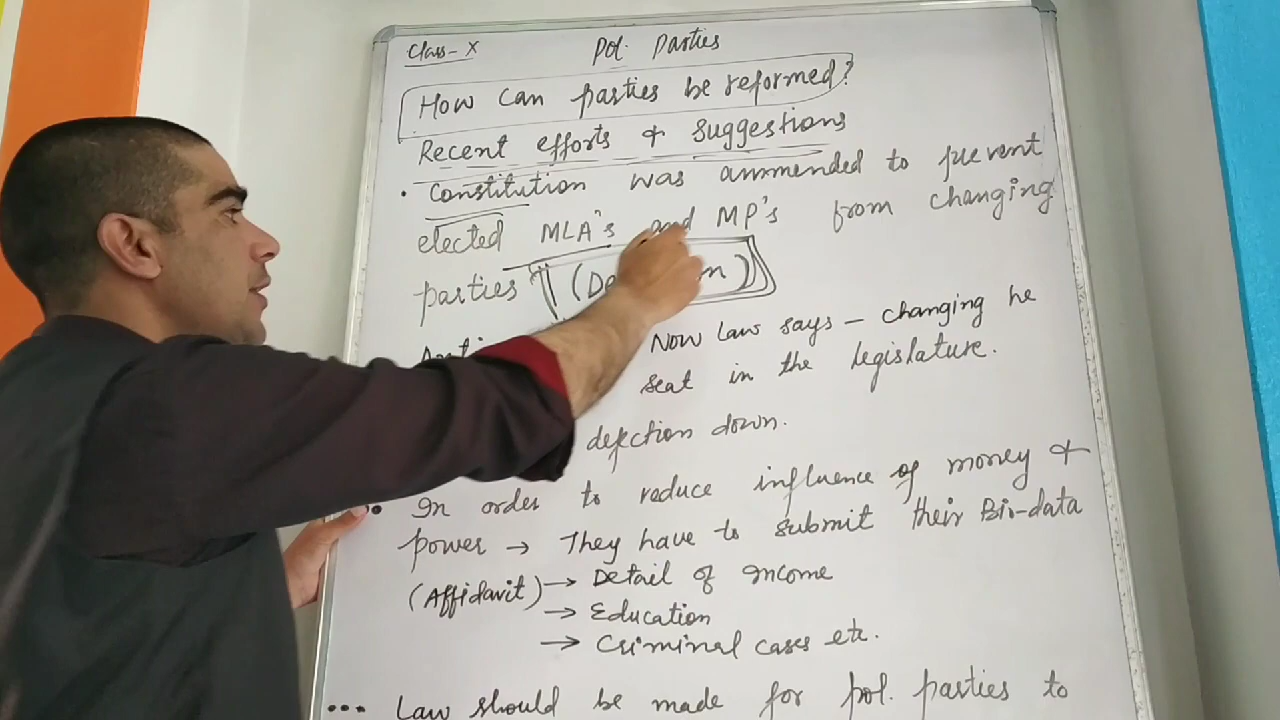 Class-X
Pol. Parties
How can parties be reformed?
Recent efforts & suggestions
• Constitution was ammended to prevent
elected MLA's and MP's from changing
parties
Now law says – changing he
seat in the legislature.
defection down.
• In order to reduce influence of money &
power → They have to submit their Bio-data
(Affidavit) → Detail of Income
→ Education
→ Criminal cases etc.
••• Law should be made for pol. parties to